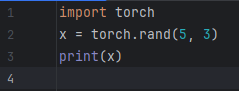 1 import torch
2 x = torch.rand(5, 3)
3 print(x)
4